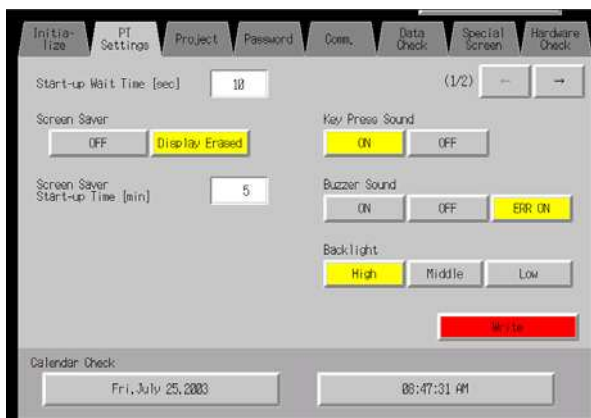 Initia-
lize
PT
Settings
Project
Password
Comm.
Data
Check
Special
Screen
Hardware
Check
Start-up Wait Time [sec]
10
(1/2)
←
→
Screen Saver
OFF
Display Erased
Key Press Sound
ON
OFF
Screen Saver
Start-up Time [min]
5
Buzzer Sound
ON
OFF
ERR ON
Backlight
High
Middle
Low
Write
Calendar Check
Fri,July 25,2003
08:47:31 AM